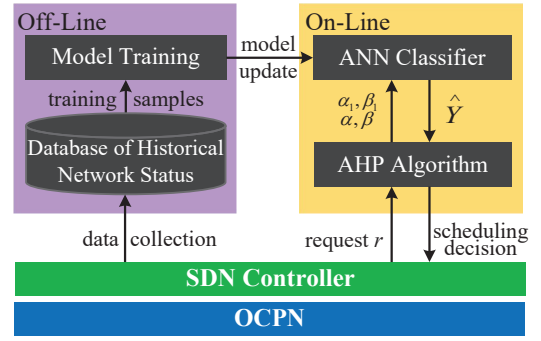 Off-Line
On-Line
Model Training
model
update
ANN Classifier
training samples
α₁, β₁
α, β
Ŷ
Database of Historical
Network Status
AHP Algorithm
data collection
request r
scheduling
decision
SDN Controller
OCPN